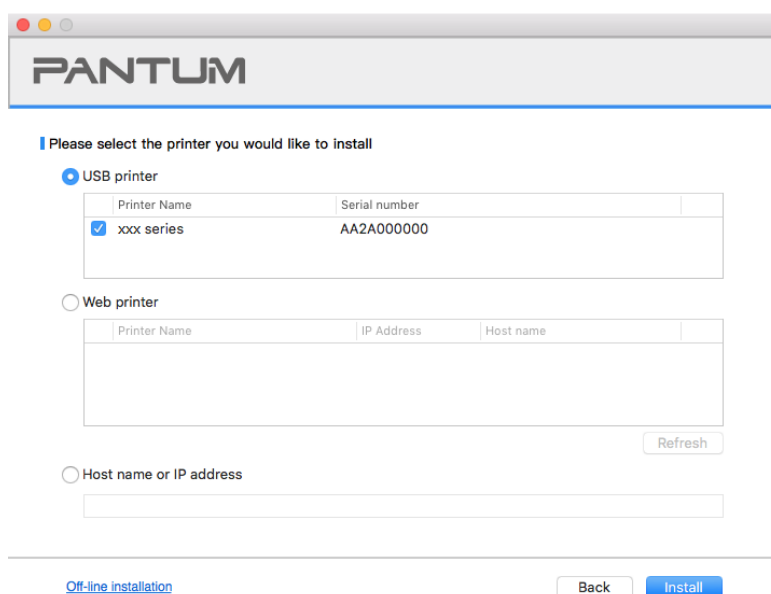 PANTUM
Please select the printer you would like to install
USB printer
Printer Name Serial number
xxx series AA2A000000
Web printer
Printer Name IP Address Host name
Refresh
Host name or IP address
Off-line installation Back Install